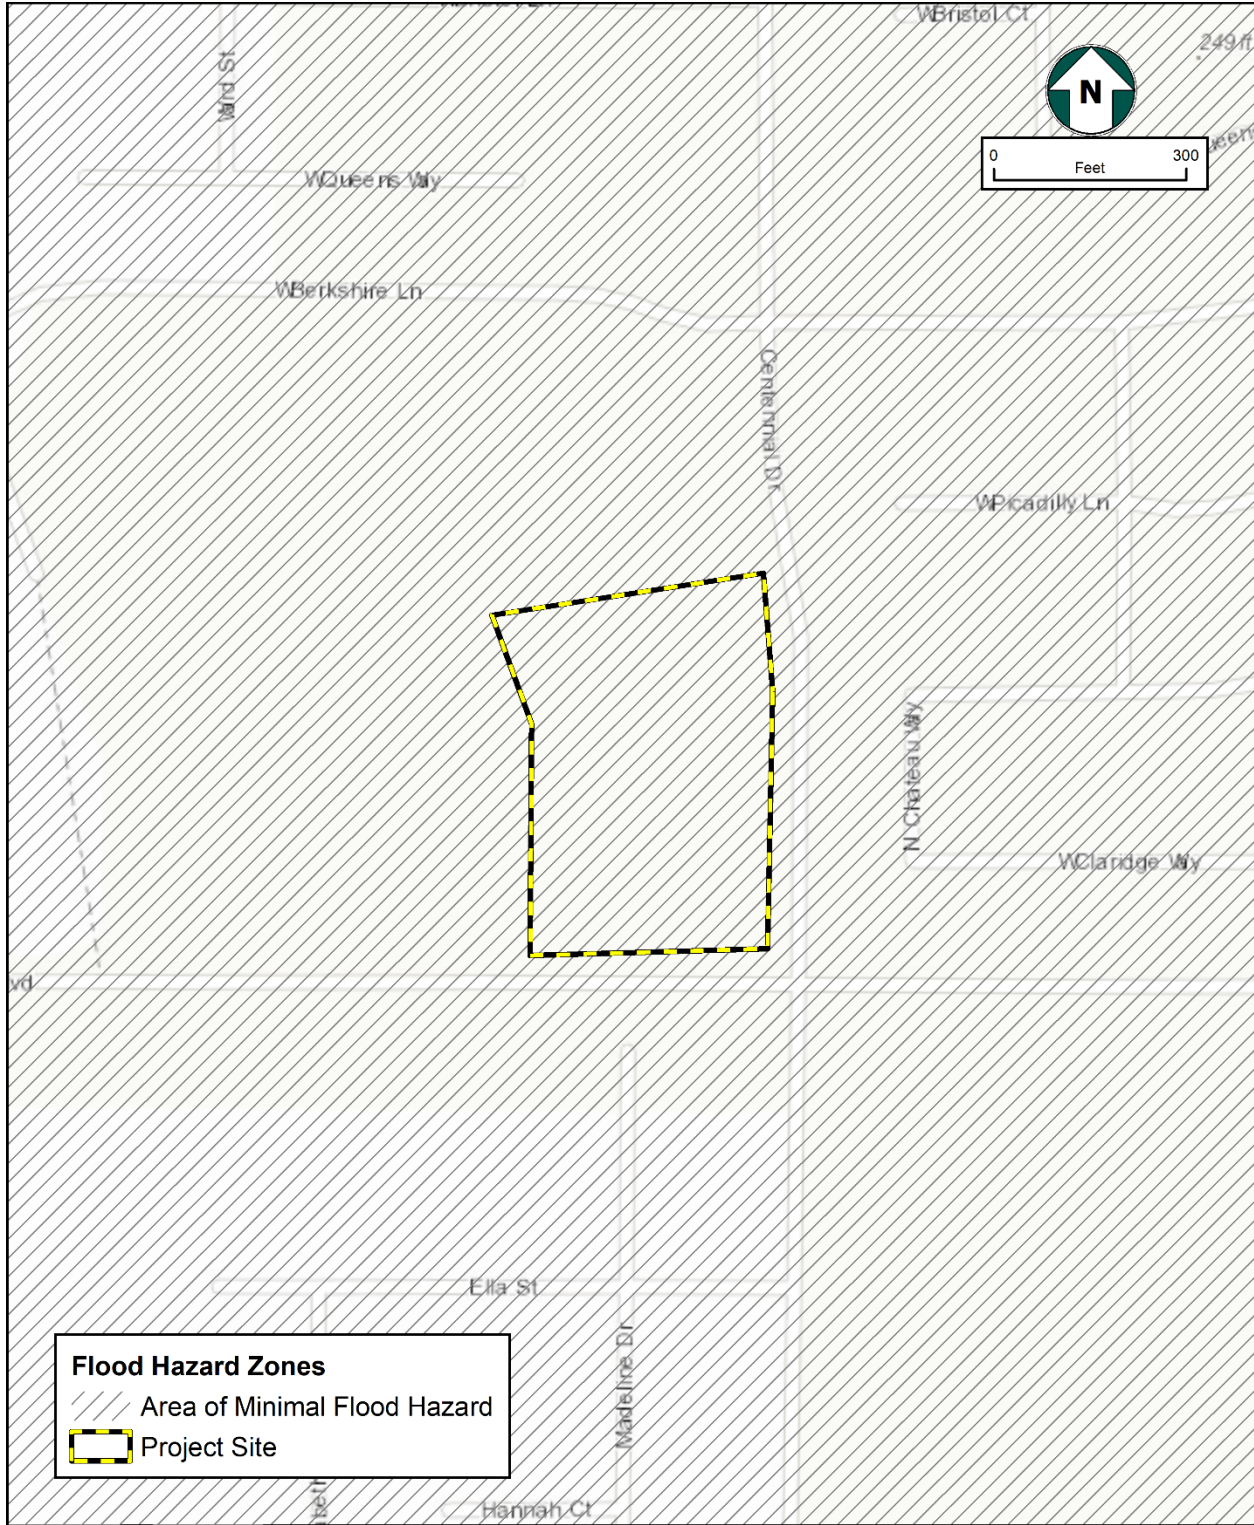 W Bristol Ct
249 ft
Ward St
N
0 300
Feet
W Queens Way
W Berkshire Ln
Centennial Dr
W Picadilly Ln
N Chateau Way
W Claridge Way
vd
Ella St
Madeline Dr
Hannah Ct
Flood Hazard Zones
Area of Minimal Flood Hazard
Project Site